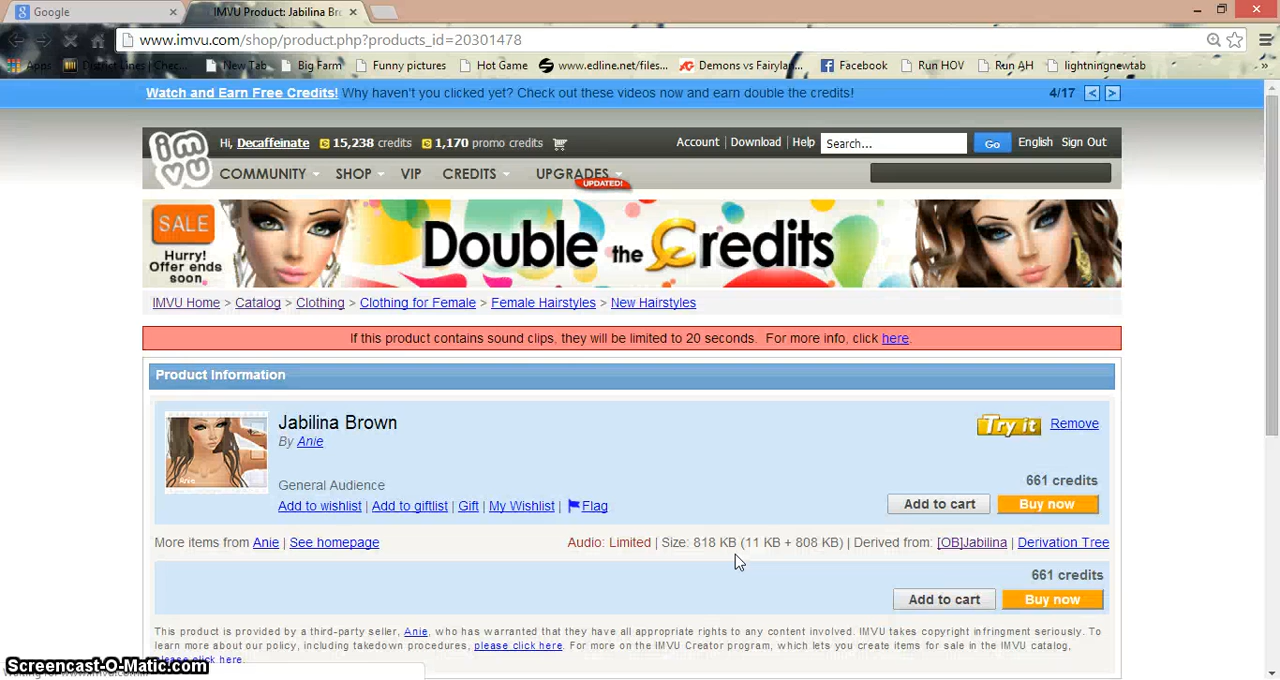 Google
IMVU Product: Jabilina Bro
www.imvu.com/shop/product.php?products_id=20301478
Apps District Lines | Chec... New Tab Big Farm Funny pictures Hot Game www.edline.net/files... Demons vs Fairylan... Facebook Run HOV Run AH lightningnewtab »
Watch and Earn Free Credits! Why haven't you clicked yet? Check out these videos now and earn double the credits! 4/17 < >
imvu
Hi, Decaffeinate 15,238 credits 1,170 promo credits Account | Download | Help Search... Go English Sign Out
COMMUNITY SHOP VIP CREDITS UPGRADES
UPDATED!
SALE
Hurry!
Offer ends
soon.
Double the Credits
IMVU Home > Catalog > Clothing > Clothing for Female > Female Hairstyles > New Hairstyles
If this product contains sound clips, they will be limited to 20 seconds. For more info, click here.
Product Information
Jabilina Brown
By Anie
Anie
Try it Remove
General Audience
661 credits
Add to wishlist | Add to giftlist | Gift | My Wishlist | Flag
Add to cart Buy now
More items from Anie | See homepage Audio: Limited | Size: 818 KB (11 KB + 808 KB) | Derived from: [OB]Jabilina | Derivation Tree
661 credits
Add to cart Buy now
This product is provided by a third-party seller, Anie, who has warranted that they have all appropriate rights to any content involved. IMVU takes copyright infringment seriously. To
learn more about our policy, including takedown procedures, please click here. For more on the IMVU Creator program, which lets you create items for sale in the IMVU catalog,
please click here.
Screencast-O-Matic.com